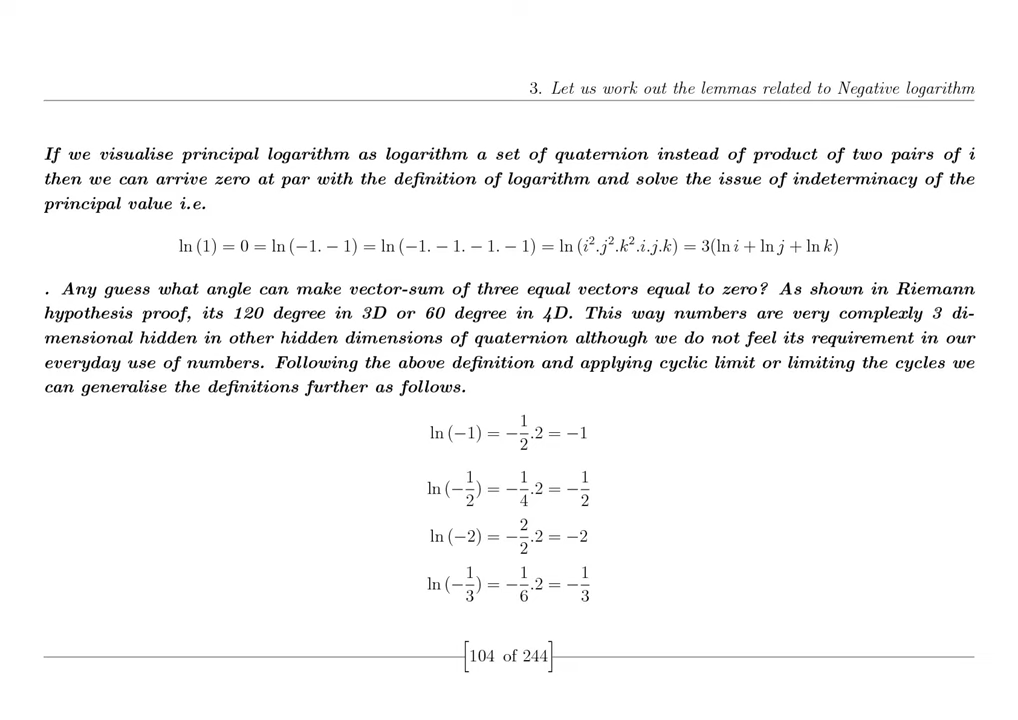 3. Let us work out the lemmas related to Negative logarithm
If we visualise principal logarithm as logarithm a set of quaternion instead of product of two pairs of i
then we can arrive zero at par with the definition of logarithm and solve the issue of indeterminacy of the
principal value i.e.
ln (1) = 0 = ln (−1. − 1) = ln (−1. − 1. − 1. − 1) = ln (i².j².k².i.j.k) = 3(ln i + ln j + ln k)
. Any guess what angle can make vector-sum of three equal vectors equal to zero? As shown in Riemann
hypothesis proof, its 120 degree in 3D or 60 degree in 4D. This way numbers are very complexly 3 di-
mensional hidden in other hidden dimensions of quaternion although we do not feel its requirement in our
everyday use of numbers. Following the above definition and applying cyclic limit or limiting the cycles we
can generalise the definitions further as follows.
ln (−1) = −1/2.2 = −1
ln (−1/2) = −1/4.2 = −1/2
ln (−2) = −2/2.2 = −2
ln (−1/3) = −1/6.2 = −1/3
[104 of 244]